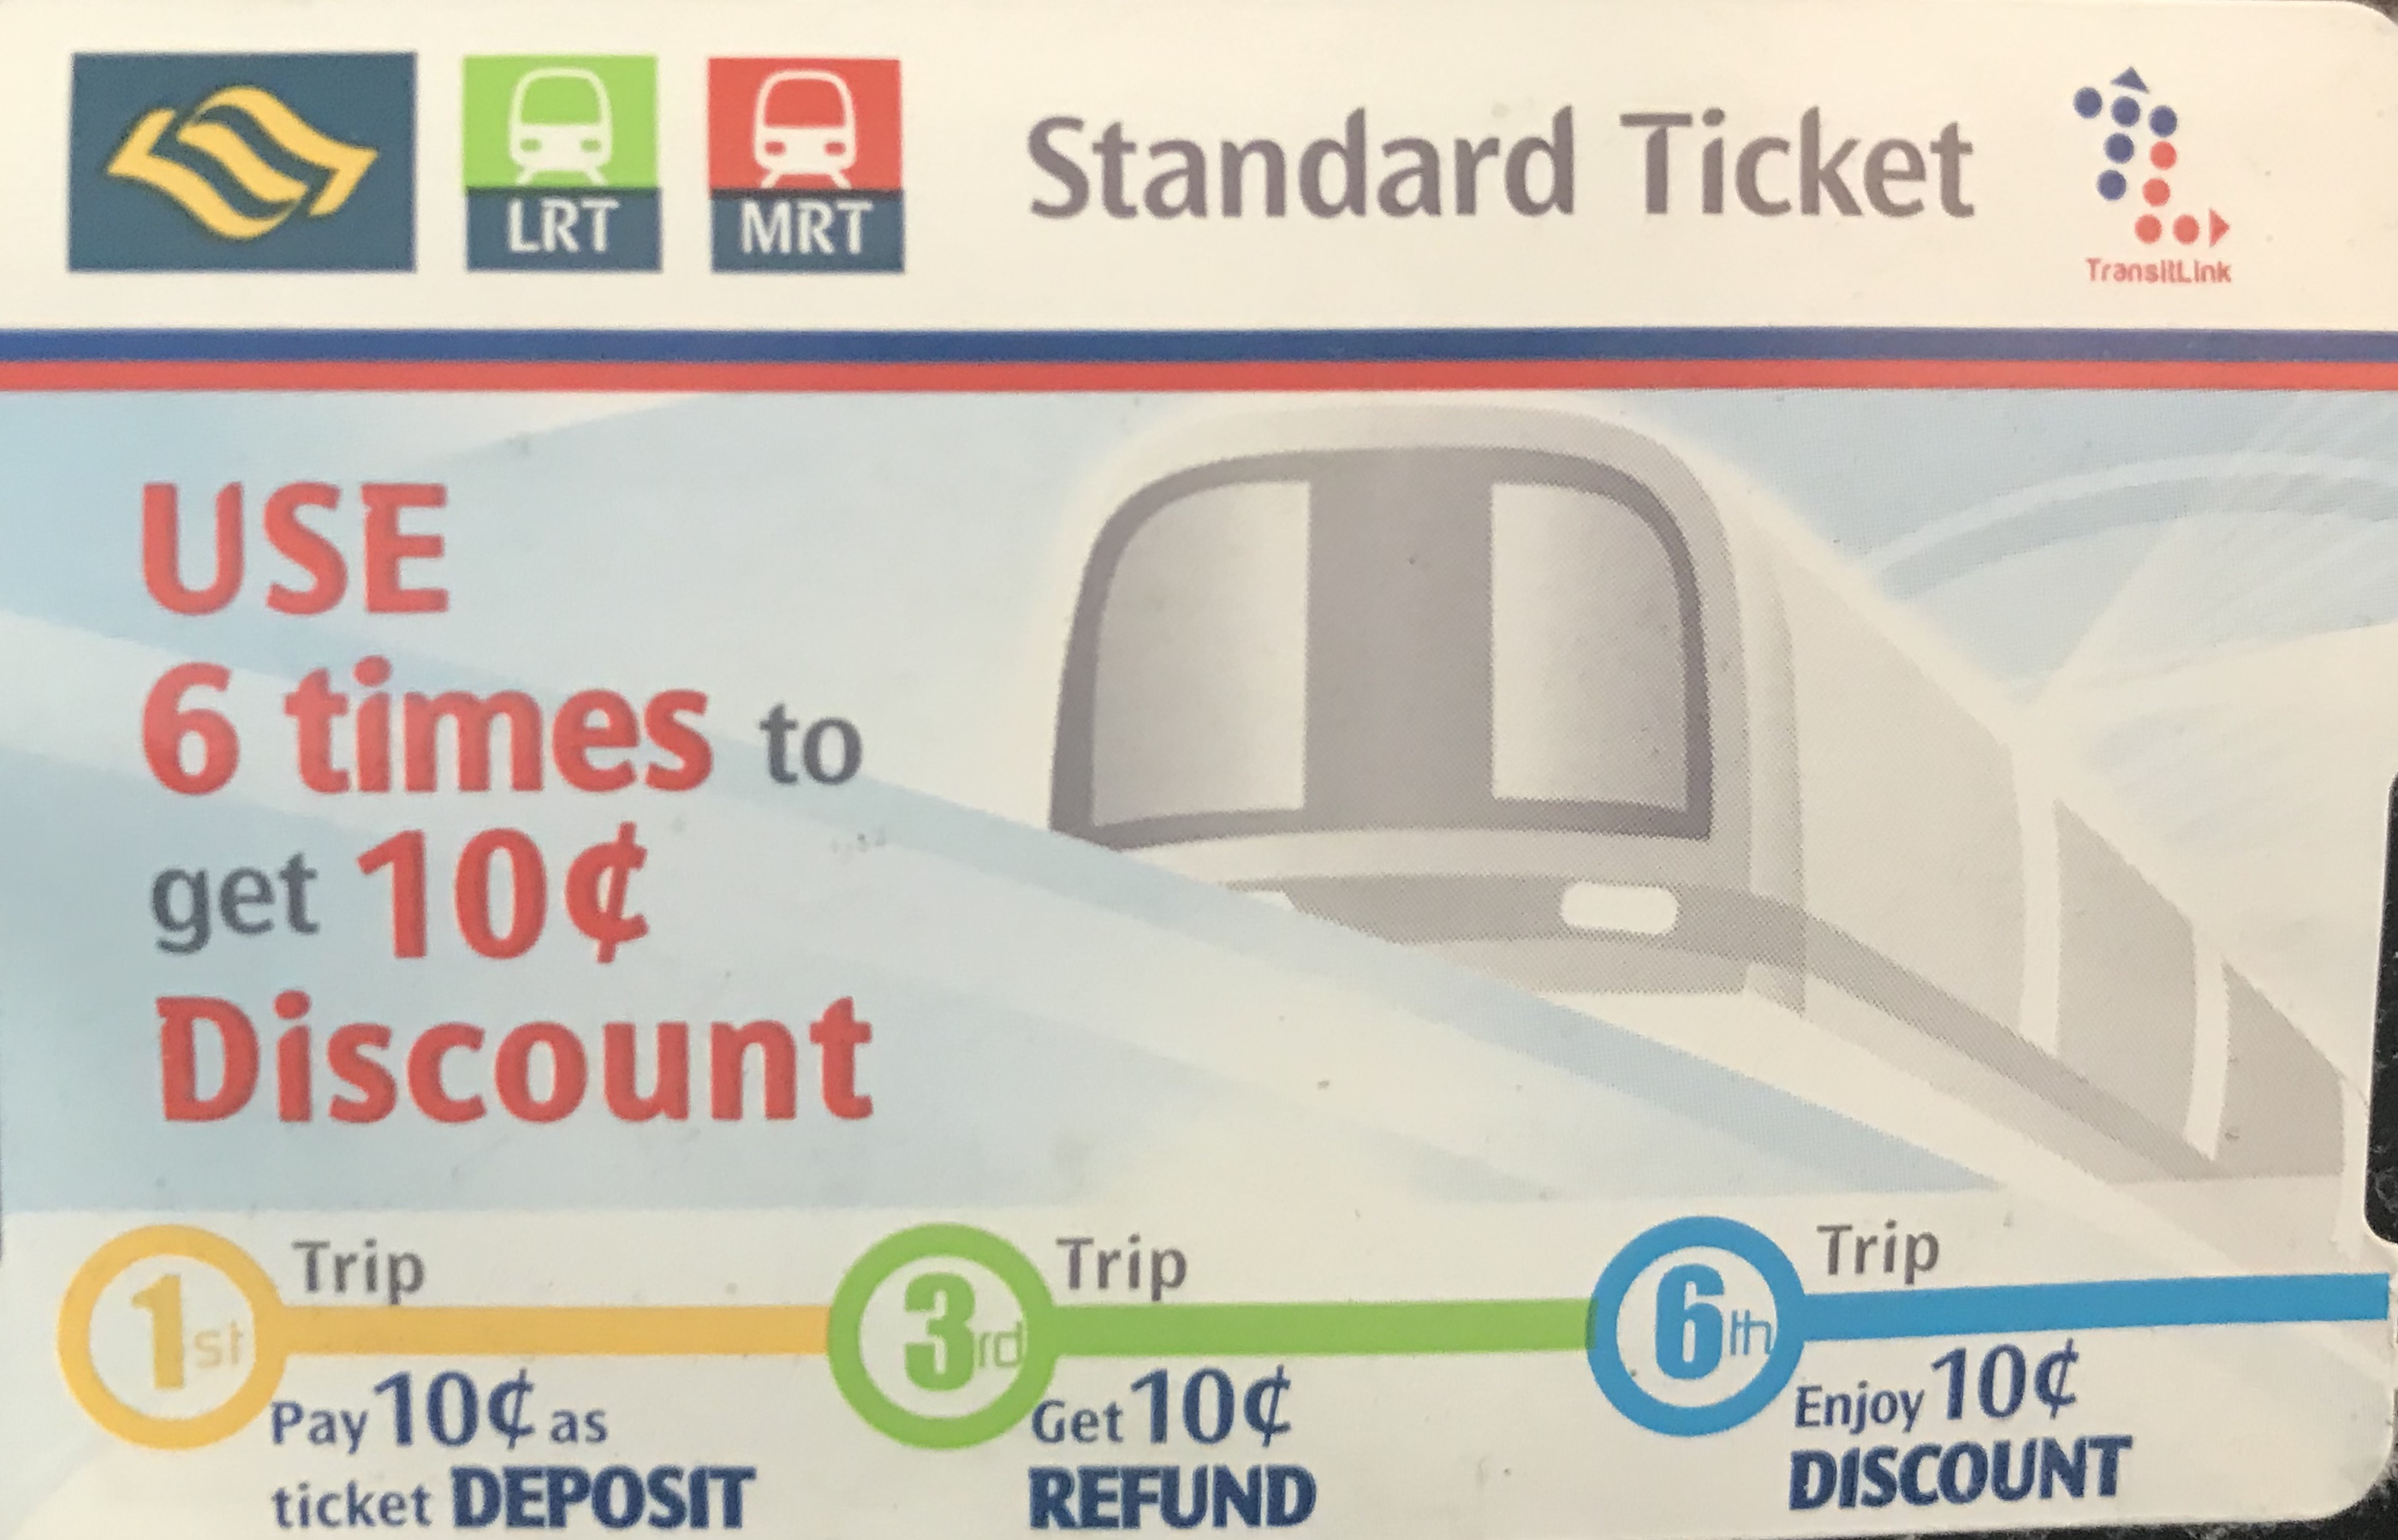 LRT MRT Standard Ticket
TransitLink
USE
6 times to
get 10¢
Discount
1st Trip
Pay 10¢ as
ticket DEPOSIT
3rd Trip
Get 10¢
REFUND
6th Trip
Enjoy 10¢
DISCOUNT